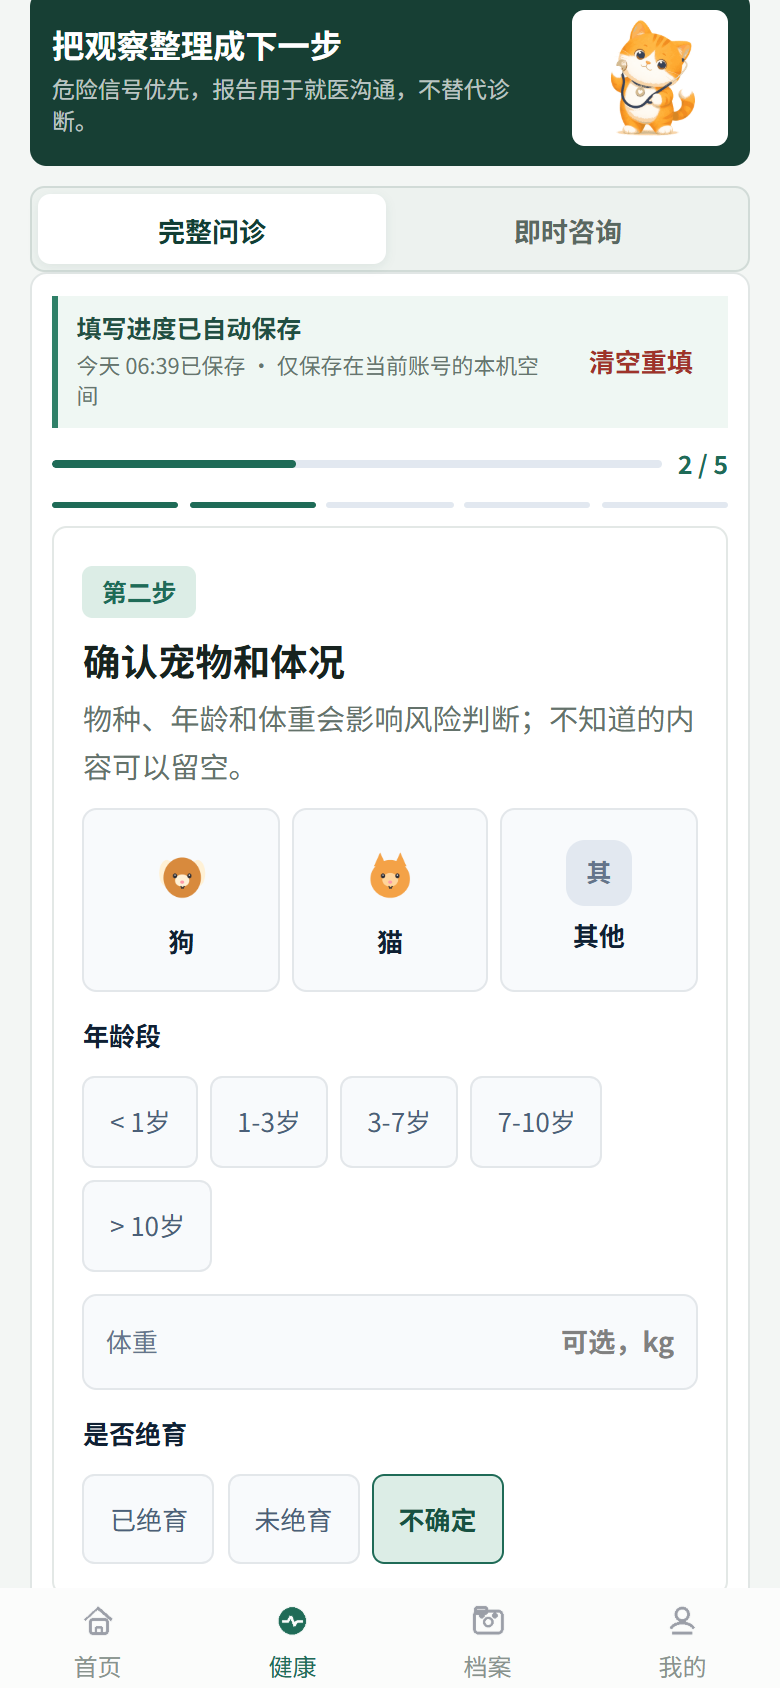 把观察整理成下一步
危险信号优先，报告用于就医沟通，不替代诊
断。
完整问诊
即时咨询
填写进度已自动保存
今天 06:39已保存 · 仅保存在当前账号的本机空
间
清空重填
2 / 5
第二步
确认宠物和体况
物种、年龄和体重会影响风险判断；不知道的内
容可以留空。
狗
猫
其
其他
年龄段
< 1岁
1-3岁
3-7岁
7-10岁
> 10岁
体重
可选，kg
是否绝育
已绝育
未绝育
不确定
首页
健康
档案
我的